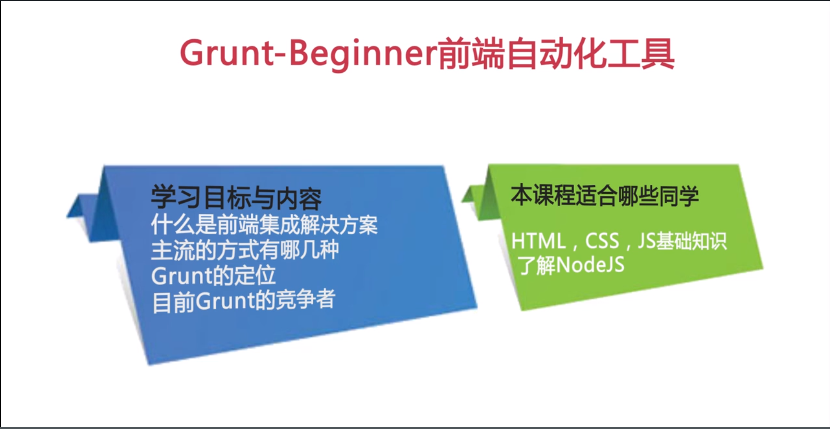 Grunt-Beginner前端自动化工具
学习目标与内容
什么是前端集成解决方案
主流的方式有哪几种
Grunt的定位
目前Grunt的竞争者
本课程适合哪些同学
HTML，CSS，JS基础知识
了解NodeJS